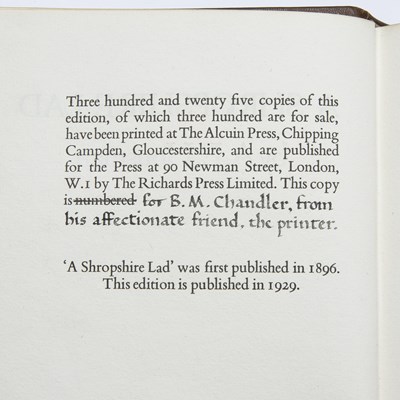 Three hundred and twenty five copies of this
edition, of which three hundred are for sale,
have been printed at The Alcuin Press, Chipping
Campden, Gloucestershire, and are published
for the Press at 90 Newman Street, London,
W.1 by The Richards Press Limited. This copy
is numbered for B. M. Chandler, from
his affectionate friend, the printer.
'A Shropshire Lad' was first published in 1896.
This edition is published in 1929.